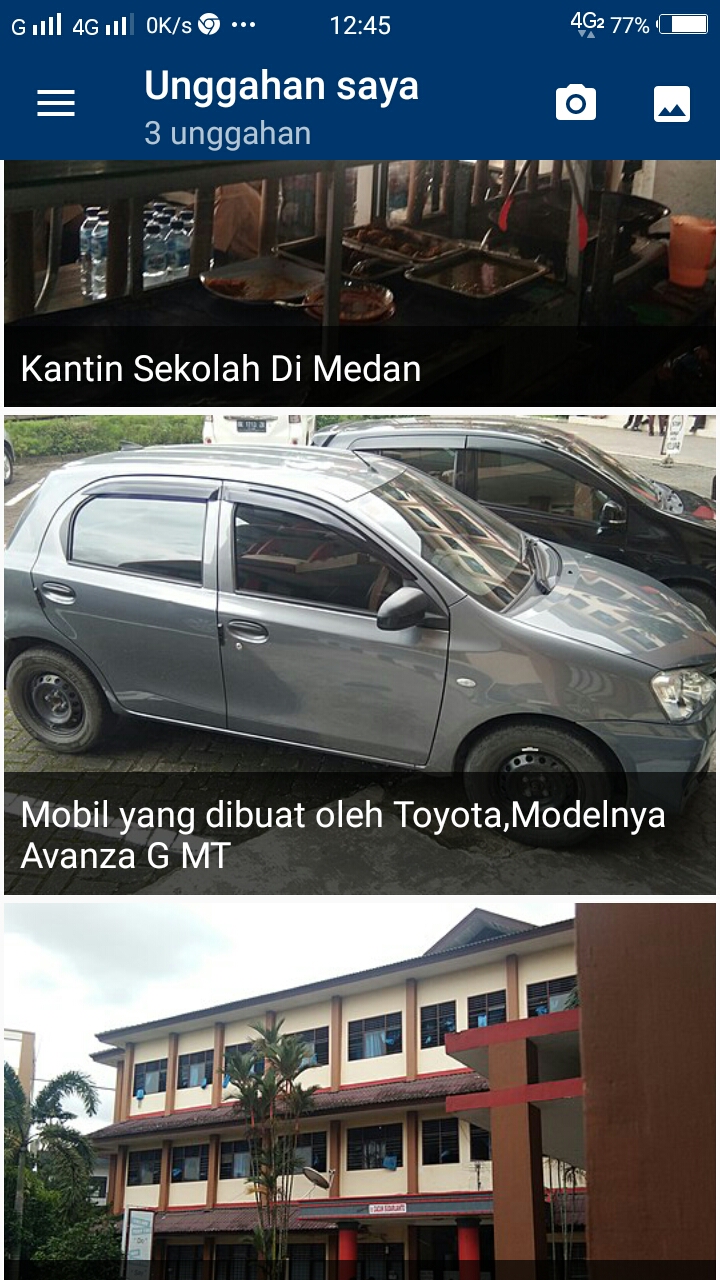 G 4G 0K/s ••• 12:45 4G2 77%
Unggahan saya
3 unggahan
Kantin Sekolah Di Medan
Mobil yang dibuat oleh Toyota,Modelnya
Avanza G MT